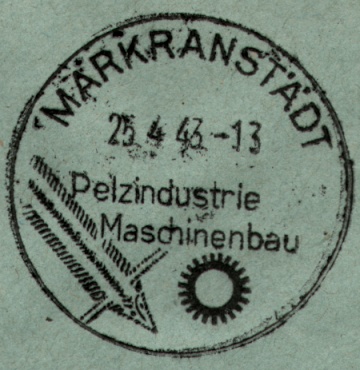 MARKRANSTÄDT
25.4.43.-13
Pelzindustrie
Maschinenbau